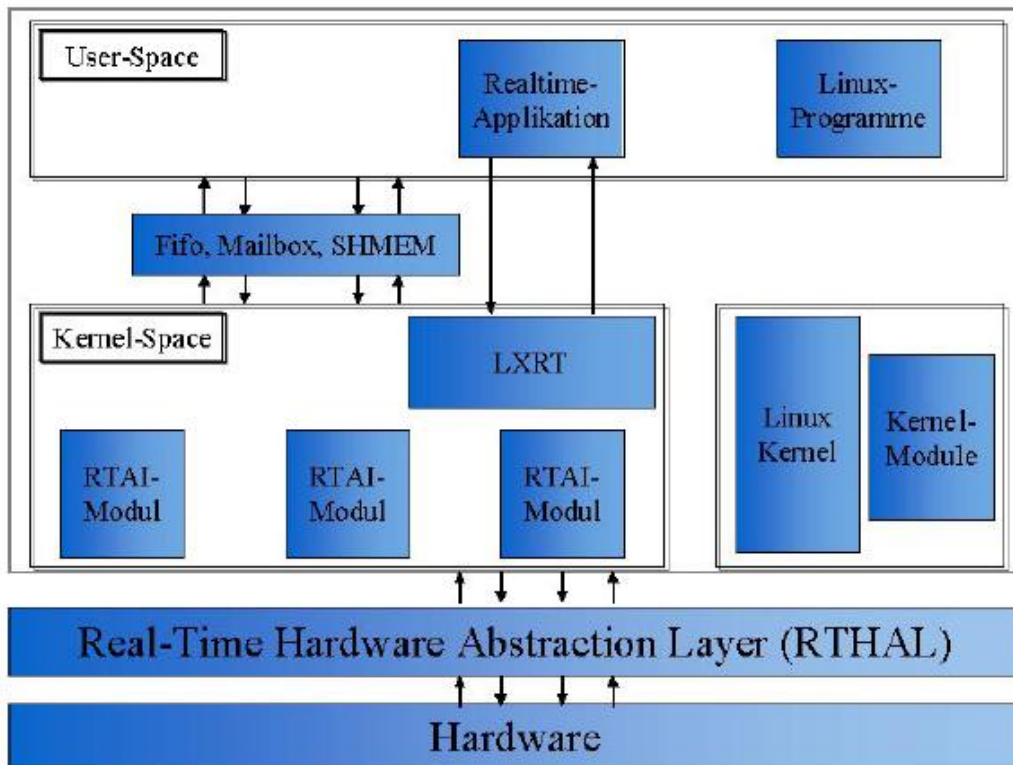 User-Space
Realtime-
Applikation
Linux-
Programme
Fifo, Mailbox, SHMEM
Kernel-Space
LXRT
Linux
Kernel
Kernel-
Module
RTAI-
Modul
RTAI-
Modul
RTAI-
Modul
Real-Time Hardware Abstraction Layer (RTHAL)
Hardware